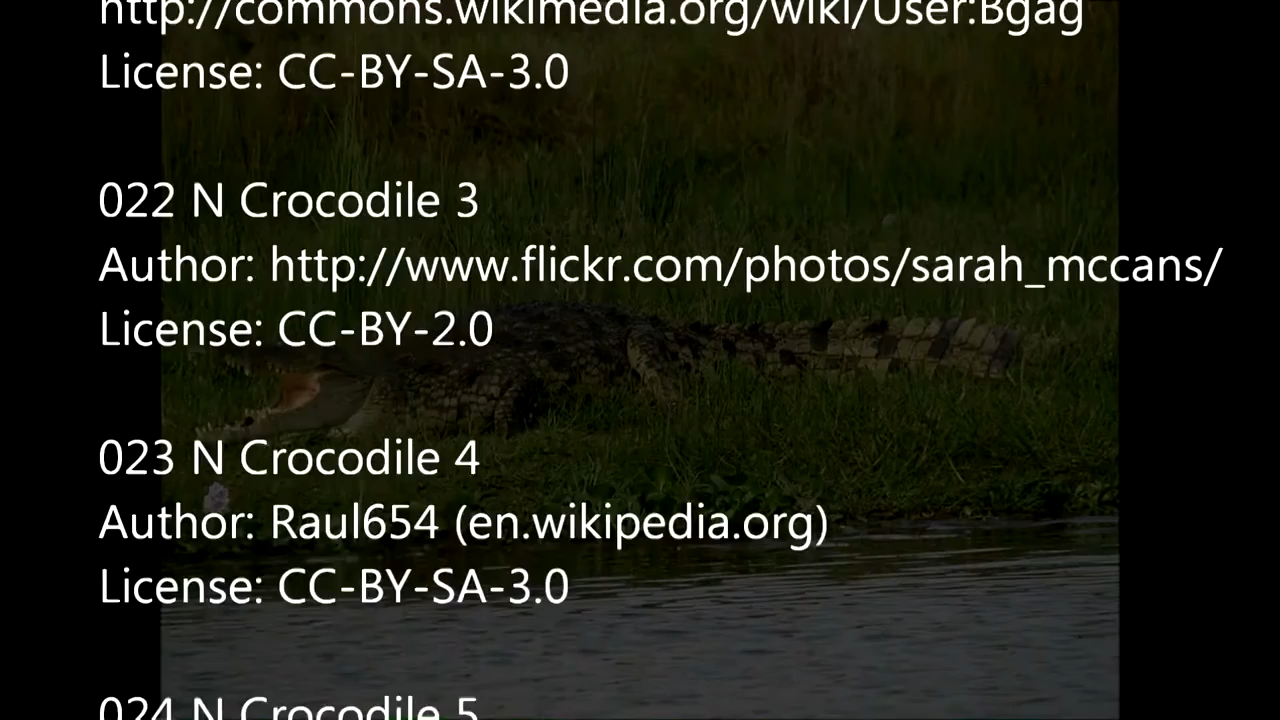 http://commons.wikimedia.org/wiki/User:Bgag
License: CC-BY-SA-3.0
022 N Crocodile 3
Author: http://www.flickr.com/photos/sarah_mccans/
License: CC-BY-2.0
023 N Crocodile 4
Author: Raul654 (en.wikipedia.org)
License: CC-BY-SA-3.0
024 N Crocodile 5